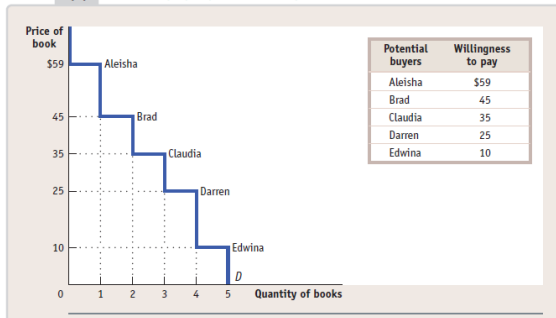 Price of
book
$59
Aleisha
45
Brad
35
Claudia
25
Darren
10
Edwina
D
0 1 2 3 4 5 Quantity of books
Potential buyers Willingness to pay
Aleisha $59
Brad 45
Claudia 35
Darren 25
Edwina 10